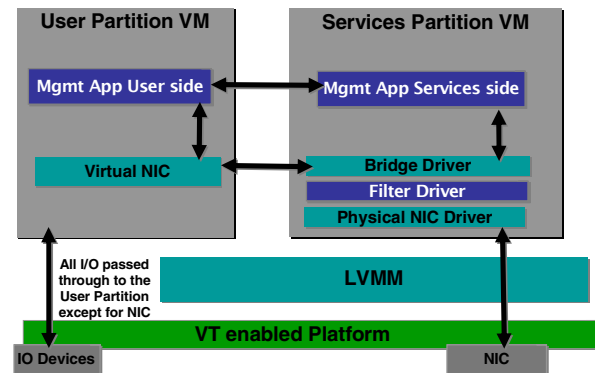 User Partition VM
Services Partition VM
Mgmt App User side
Mgmt App Services side
Virtual NIC
Bridge Driver
Filter Driver
Physical NIC Driver
All I/O passed
through to the
User Partition
except for NIC
LVMM
VT enabled Platform
IO Devices
NIC